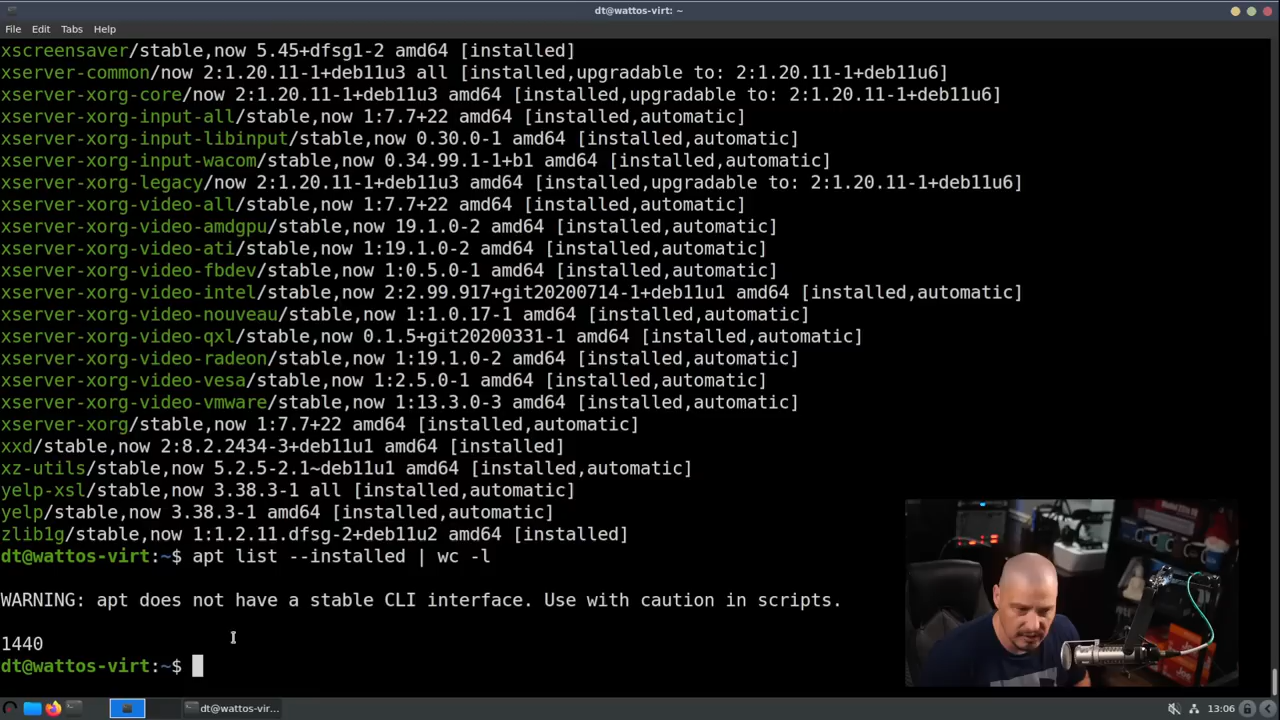 dt@wattos-virt: ~
File Edit Tabs Help
xscreensaver/stable,now 5.45+dfsg1-2 amd64 [installed]
xserver-common/now 2:1.20.11-1+deb11u3 all [installed,upgradable to: 2:1.20.11-1+deb11u6]
xserver-xorg-core/now 2:1.20.11-1+deb11u3 amd64 [installed,upgradable to: 2:1.20.11-1+deb11u6]
xserver-xorg-input-all/stable,now 1:7.7+22 amd64 [installed,automatic]
xserver-xorg-input-libinput/stable,now 0.30.0-1 amd64 [installed,automatic]
xserver-xorg-input-wacom/stable,now 0.34.99.1-1+b1 amd64 [installed,automatic]
xserver-xorg-legacy/now 2:1.20.11-1+deb11u3 amd64 [installed,upgradable to: 2:1.20.11-1+deb11u6]
xserver-xorg-video-all/stable,now 1:7.7+22 amd64 [installed,automatic]
xserver-xorg-video-amdgpu/stable,now 19.1.0-2 amd64 [installed,automatic]
xserver-xorg-video-ati/stable,now 1:19.1.0-2 amd64 [installed,automatic]
xserver-xorg-video-fbdev/stable,now 1:0.5.0-1 amd64 [installed,automatic]
xserver-xorg-video-intel/stable,now 2:2.99.917+git20200714-1+deb11u1 amd64 [installed,automatic]
xserver-xorg-video-nouveau/stable,now 1:1.0.17-1 amd64 [installed,automatic]
xserver-xorg-video-qxl/stable,now 0.1.5+git20200331-1 amd64 [installed,automatic]
xserver-xorg-video-radeon/stable,now 1:19.1.0-2 amd64 [installed,automatic]
xserver-xorg-video-vesa/stable,now 1:2.5.0-1 amd64 [installed,automatic]
xserver-xorg-video-vmware/stable,now 1:13.3.0-3 amd64 [installed,automatic]
xserver-xorg/stable,now 1:7.7+22 amd64 [installed,automatic]
xxd/stable,now 2:8.2.2434-3+deb11u1 amd64 [installed]
xz-utils/stable,now 5.2.5-2.1~deb11u1 amd64 [installed,automatic]
yelp-xsl/stable,now 3.38.3-1 all [installed,automatic]
yelp/stable,now 3.38.3-1 amd64 [installed,automatic]
zlib1g/stable,now 1:1.2.11.dfsg-2+deb11u2 amd64 [installed]
dt@wattos-virt:~$ apt list --installed | wc -l
WARNING: apt does not have a stable CLI interface. Use with caution in scripts.
1440
dt@wattos-virt:~$
dt@wattos-vir... 13:06